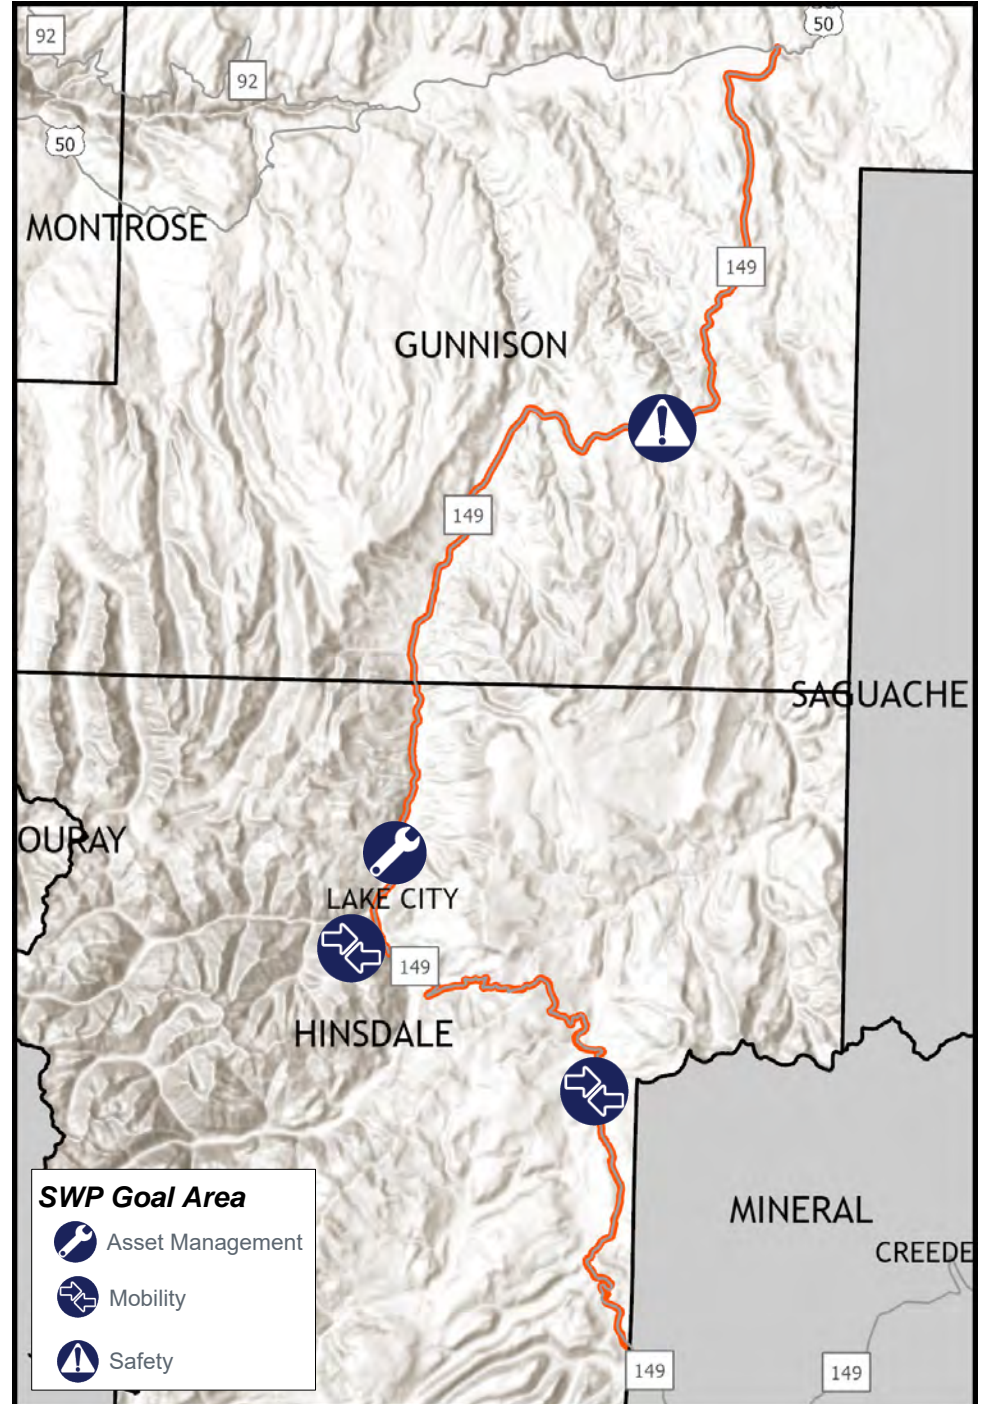 50
92
92
50
MONTROSE
149
GUNNISON
149
SAGUACHE
OURAY
LAKE CITY
149
HINSDALE
MINERAL
CREEDE
149
149
SWP Goal Area
Asset Management
Mobility
Safety